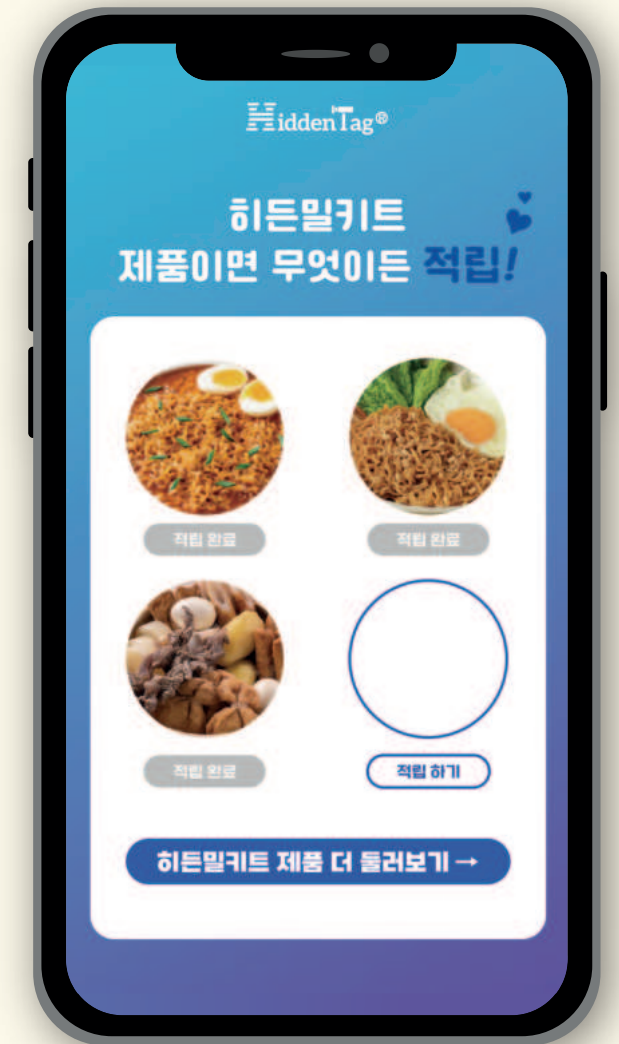 HiddenTag®
히든밀키트
제품이면 무엇이든 적립!
적립 완료
적립 완료
적립 완료
적립 하기
히든밀키트 제품 더 둘러보기 →